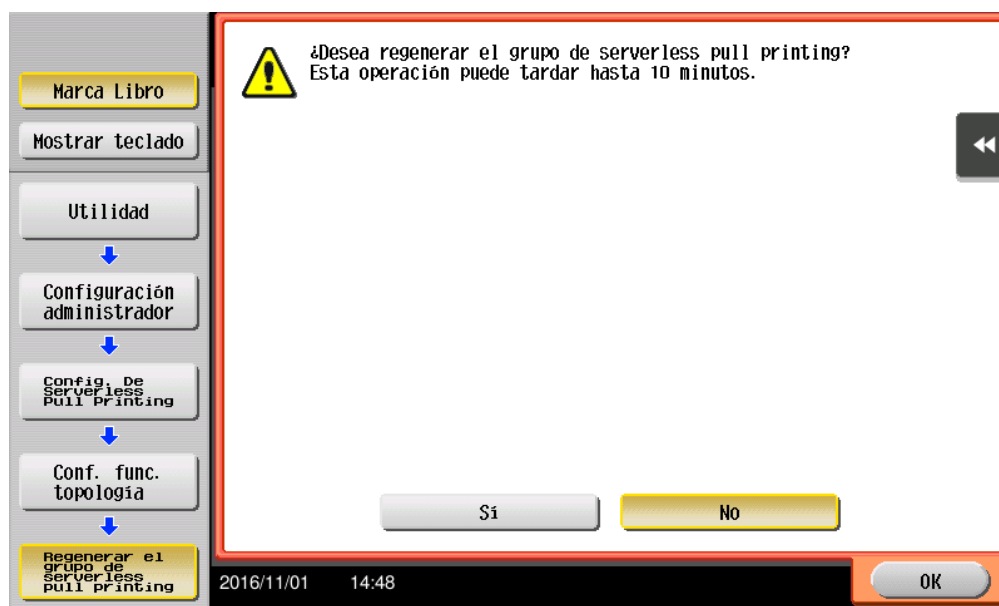 ¿Desea regenerar el grupo de serverless pull printing?
Esta operación puede tardar hasta 10 minutos.
Marca Libro
Mostrar teclado
Utilidad
Configuración
administrador
Config. De
Serverless
Pull Printing
Conf. func.
topología
Regenerar el
grupo de
serverless
pull printing
Sí
No
2016/11/01 14:48
OK